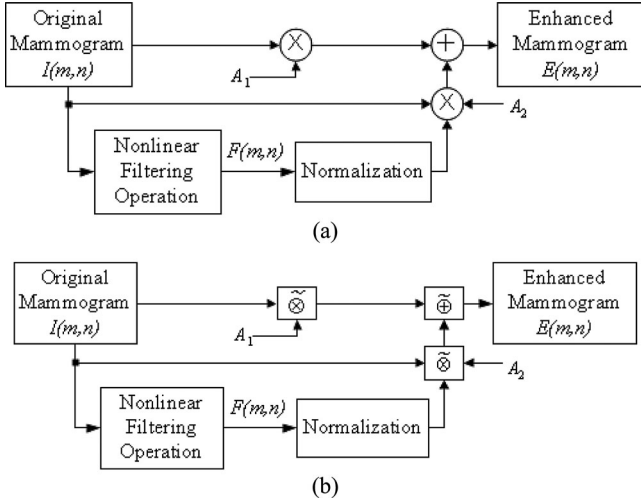 Original
Mammogram
I(m,n)
×
+
Enhanced
Mammogram
E(m,n)
A1
×
A2
Nonlinear
Filtering
Operation
F(m,n)
Normalization
(a)
Original
Mammogram
I(m,n)
⊗̃
⊕̃
Enhanced
Mammogram
E(m,n)
A1
⊗̃
A2
Nonlinear
Filtering
Operation
F(m,n)
Normalization
(b)